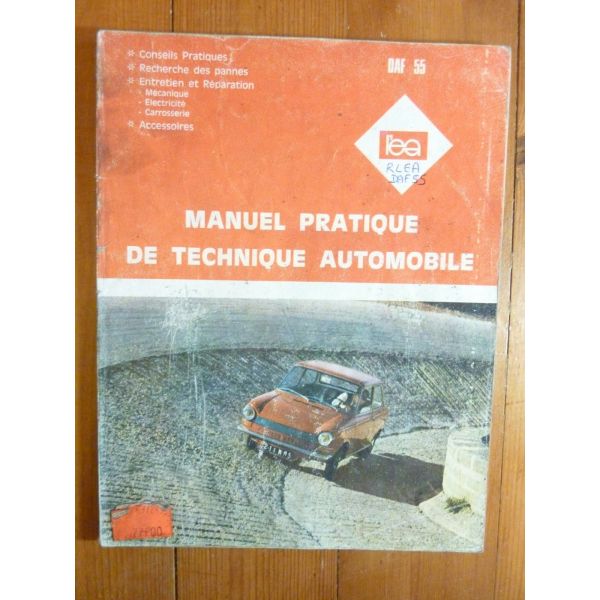 * Conseils Pratiques
* Recherche des pannes
* Entretien et Réparation
- Mécanique
- Electricité
- Carrosserie
* Accessoires
DAF 55
l'ea
RLEA
DAF55
MANUEL PRATIQUE
DE TECHNIQUE AUTOMOBILE